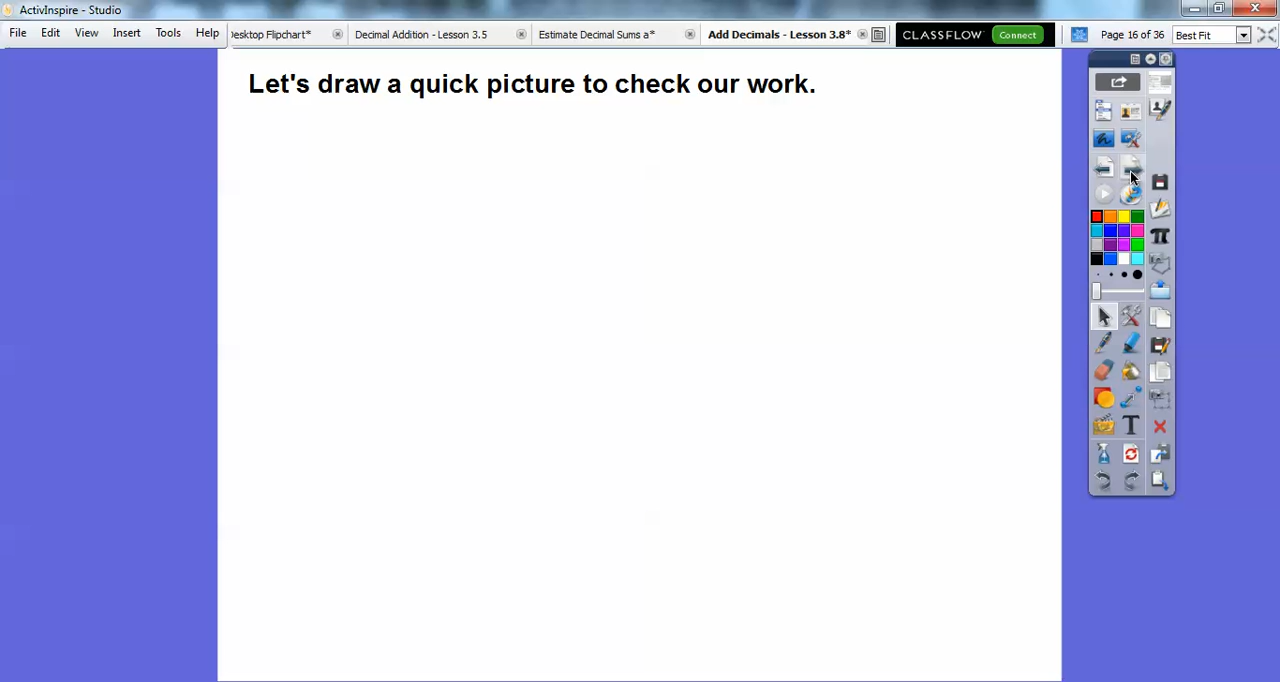 ActivInspire - Studio
File Edit View Insert Tools Help
esktop Flipchart* Decimal Addition - Lesson 3.5 Estimate Decimal Sums a* Add Decimals - Lesson 3.8* CLASSFLOW Connect Page 16 of 36 Best Fit
Let's draw a quick picture to check our work.